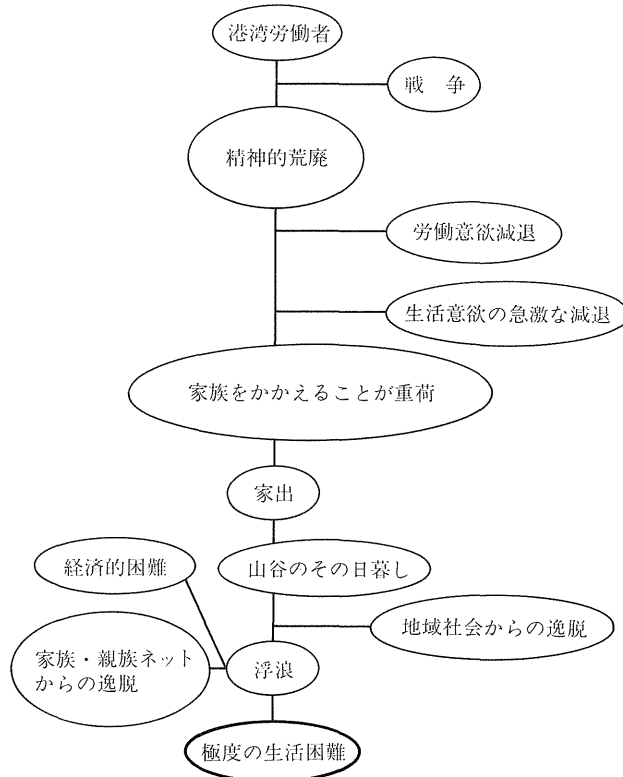 港湾労働者
戦　争
精神的荒廃
労働意欲減退
生活意欲の急激な減退
家族をかかえることが重荷
家出
経済的困難
山谷のその日暮し
地域社会からの逸脱
家族・親族ネット
からの逸脱
浮浪
極度の生活困難